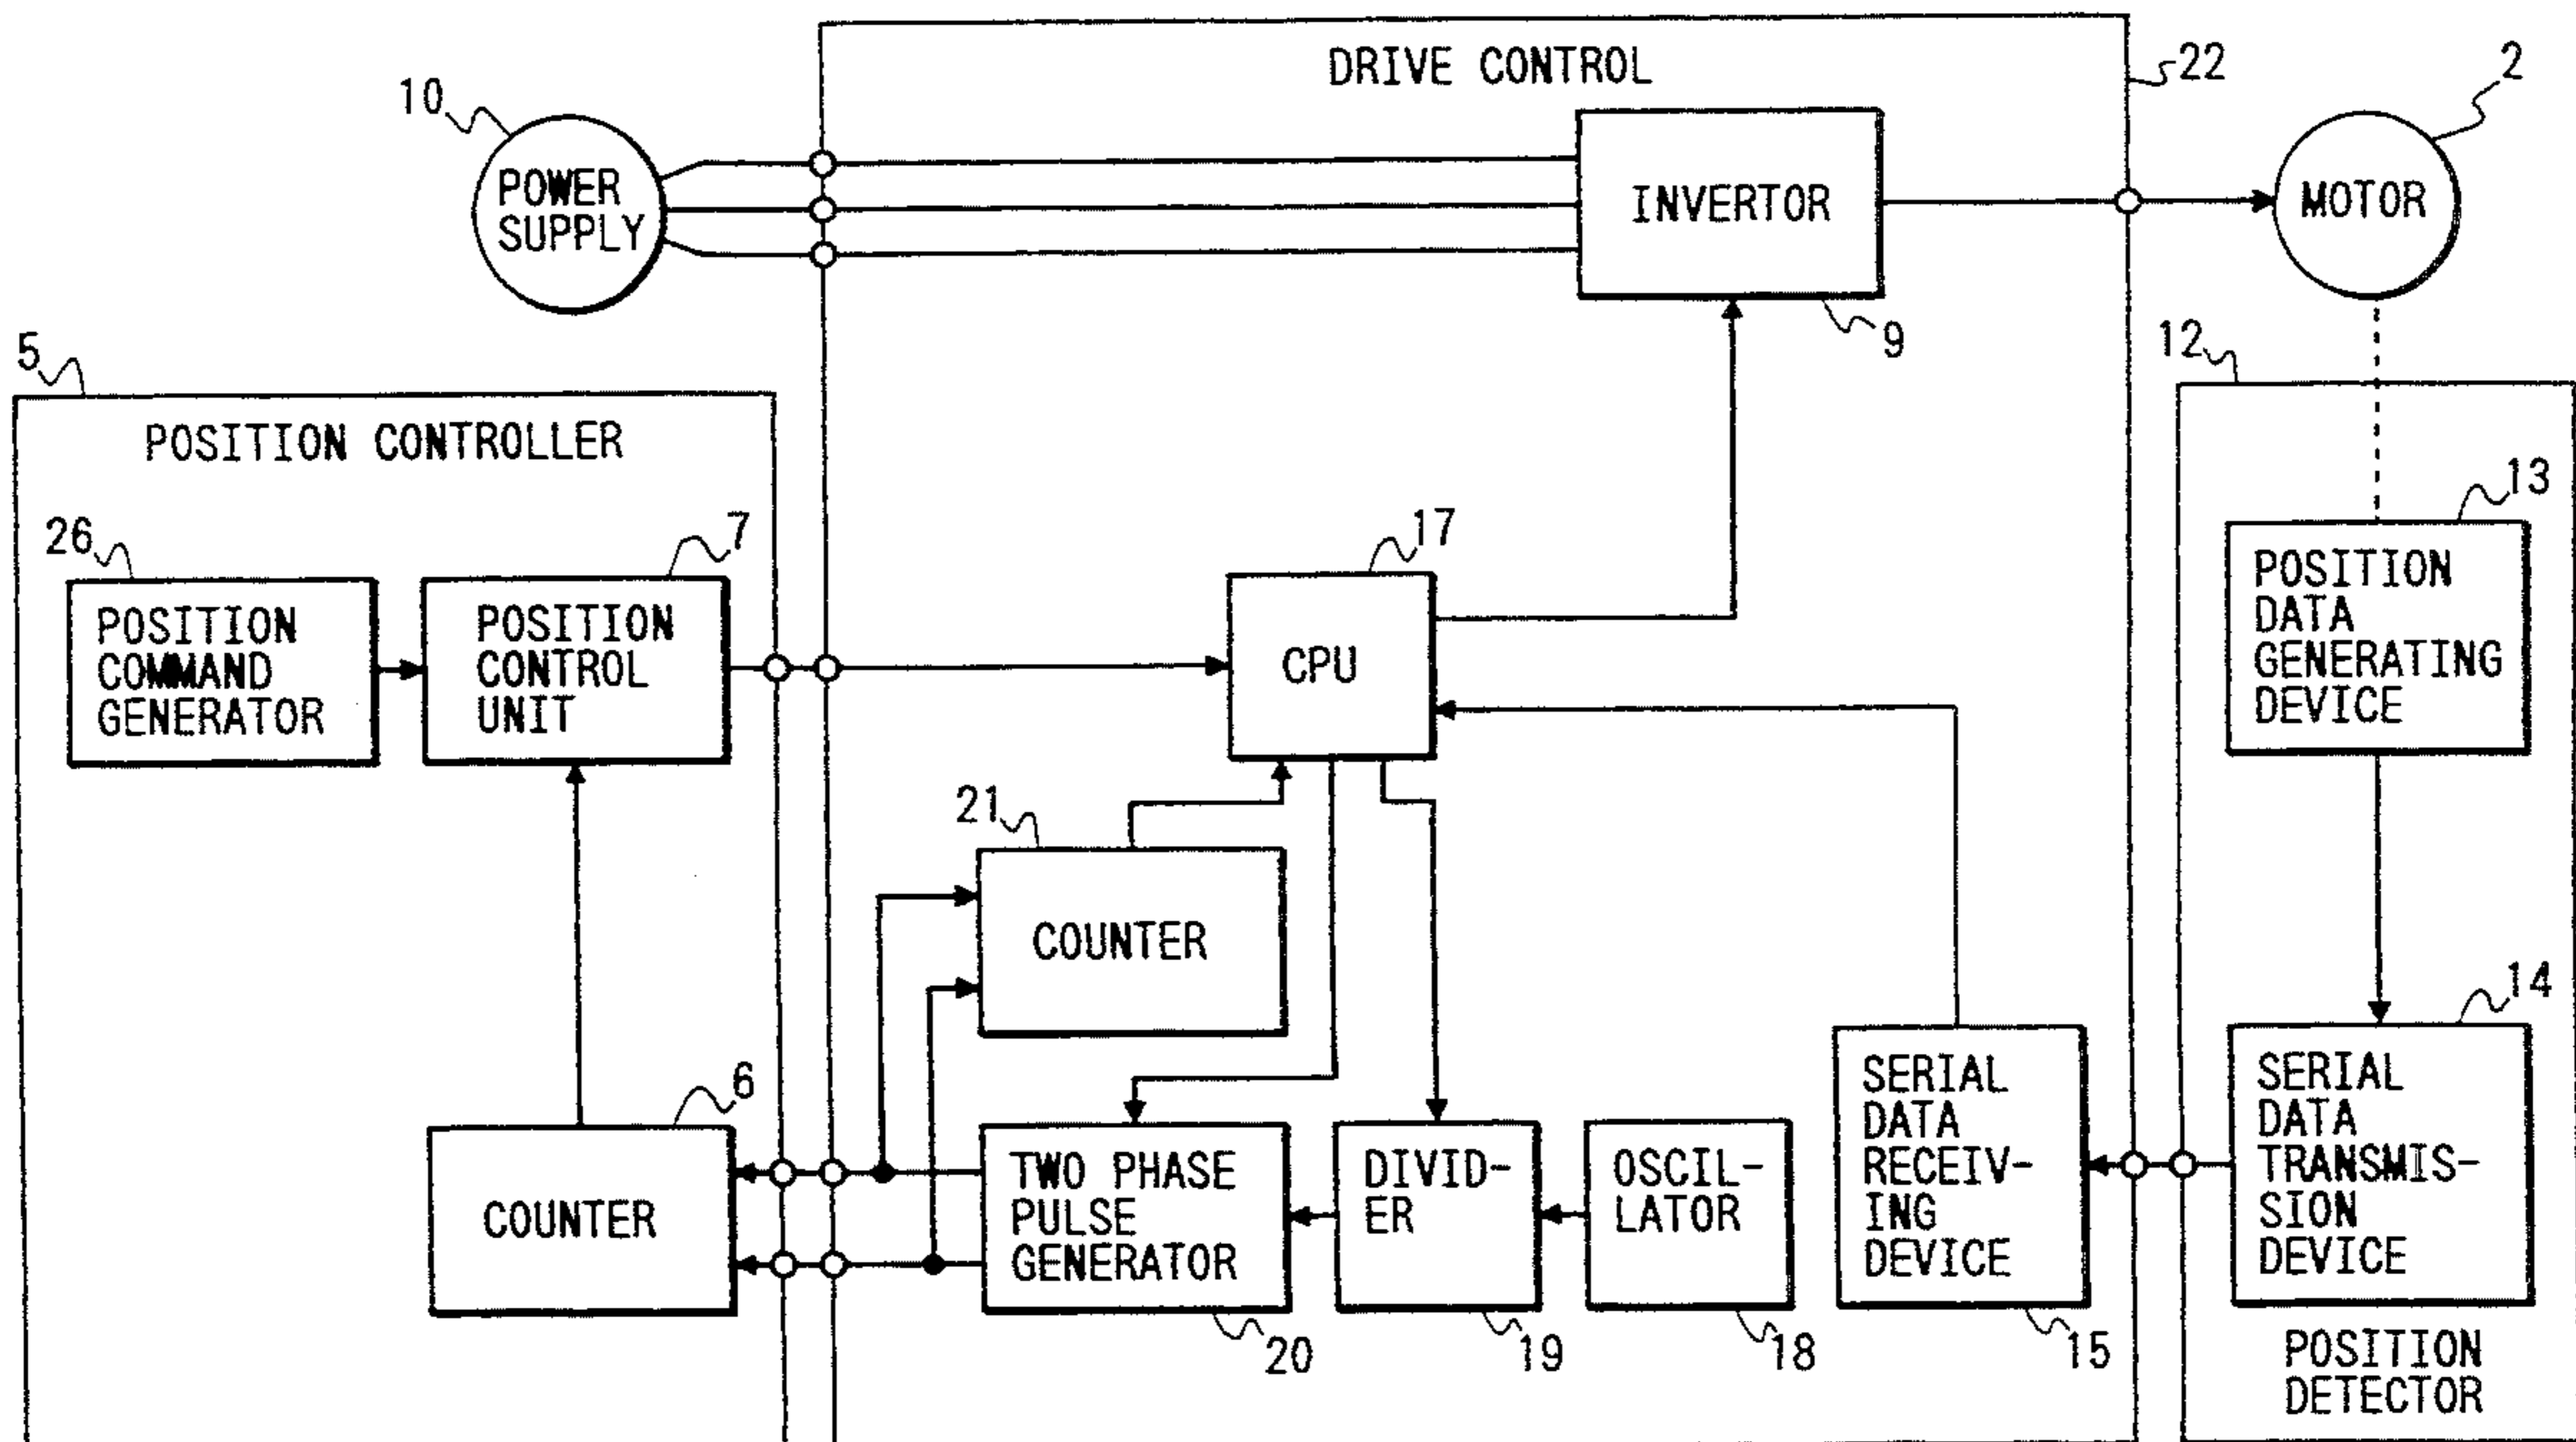 DRIVE CONTROL
22
2
10
POWER
SUPPLY
INVERTOR
MOTOR
9
5
12
POSITION CONTROLLER
13
26
7
17
POSITION
COMMAND
GENERATOR
POSITION
CONTROL
UNIT
CPU
POSITION
DATA
GENERATING
DEVICE
21
COUNTER
14
6
COUNTER
TWO PHASE
PULSE
GENERATOR
DIVID-
ER
OSCIL-
LATOR
SERIAL
DATA
RECEIV-
ING
DEVICE
SERIAL
DATA
TRANSMIS-
SION
DEVICE
20
19
18
15
POSITION
DETECTOR